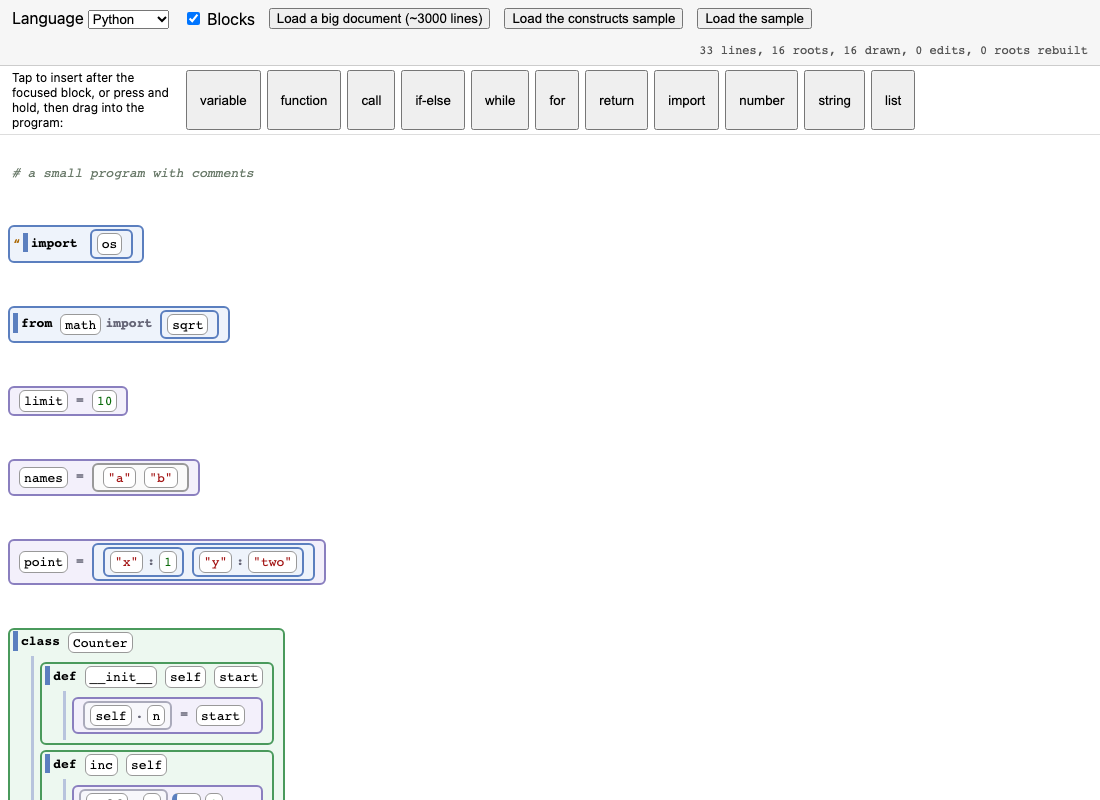 Language Python Blocks Load a big document (~3000 lines) Load the constructs sample Load the sample
33 lines, 16 roots, 16 drawn, 0 edits, 0 roots rebuilt
Tap to insert after the
focused block, or press and
hold, then drag into the
program:
variable function call if-else while for return import number string list
# a small program with comments
“ import os
from math import sqrt
limit = 10
names = "a" "b"
point = "x" : 1 "y" : "two"
class Counter
def __init__ self start
self . n = start
def inc self